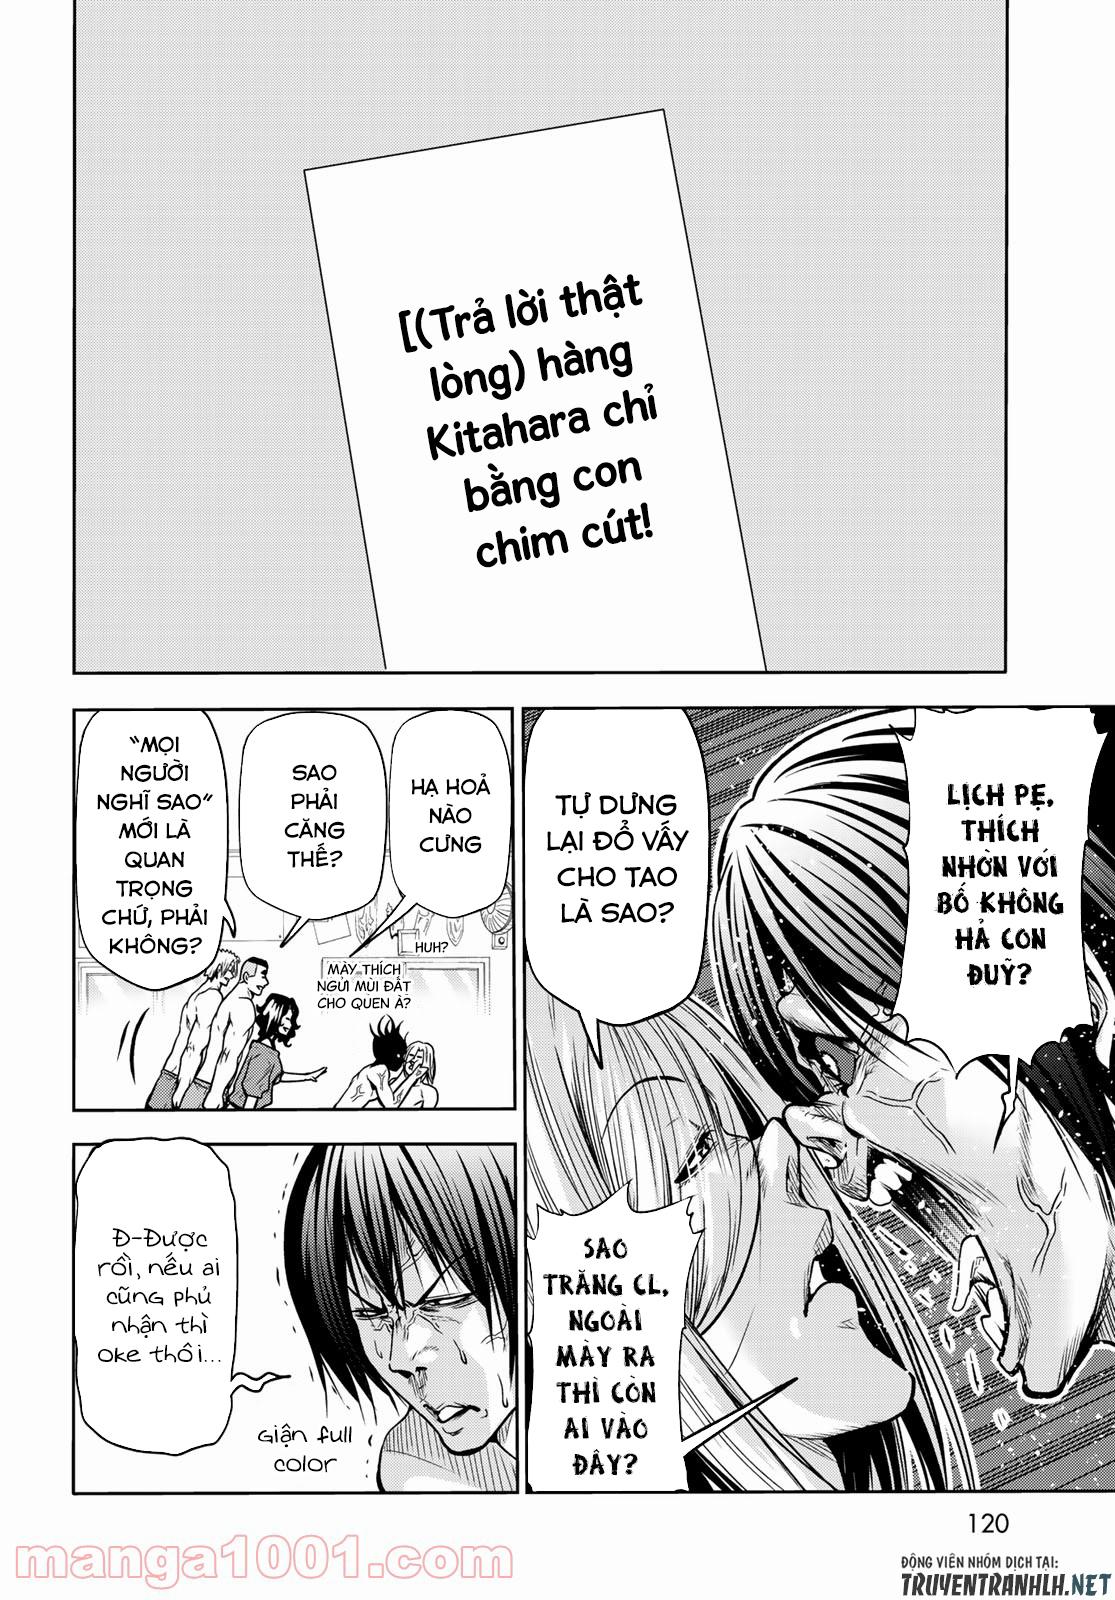 [(Trả lời thật
lòng) hàng
Kitahara chỉ
bằng con
chim cút!
LỊCH PẸ,
THÍCH
NHỜN VỚI
BỐ KHÔNG
HẢ CON
ĐUỸ?
TỰ DƯNG
LẠI ĐỔ VẤY
CHO TAO
LÀ SAO?
SAO
TRĂNG CL,
NGOÀI
MÀY RA
THÌ CÒN
AI VÀO
ĐÂY?
HẠ HOẢ
NÀO
CƯNG
SAO
PHẢI
CĂNG
THẾ?
“MỌI
NGƯỜI
NGHĨ SAO”
MỚI LÀ
QUAN
TRỌNG
CHỨ, PHẢI
KHÔNG?
HUH?
MÀY THÍCH
NGỬI MÙI ĐẤT
CHO QUEN À?
Đ-Được
rồi, nếu ai
cũng phủ
nhận thì
oke thôi...
Giận full
color
120
manga1001.com
ĐỘNG VIÊN NHÓM DỊCH TẠI:
TRUYENTRANHLH.NET